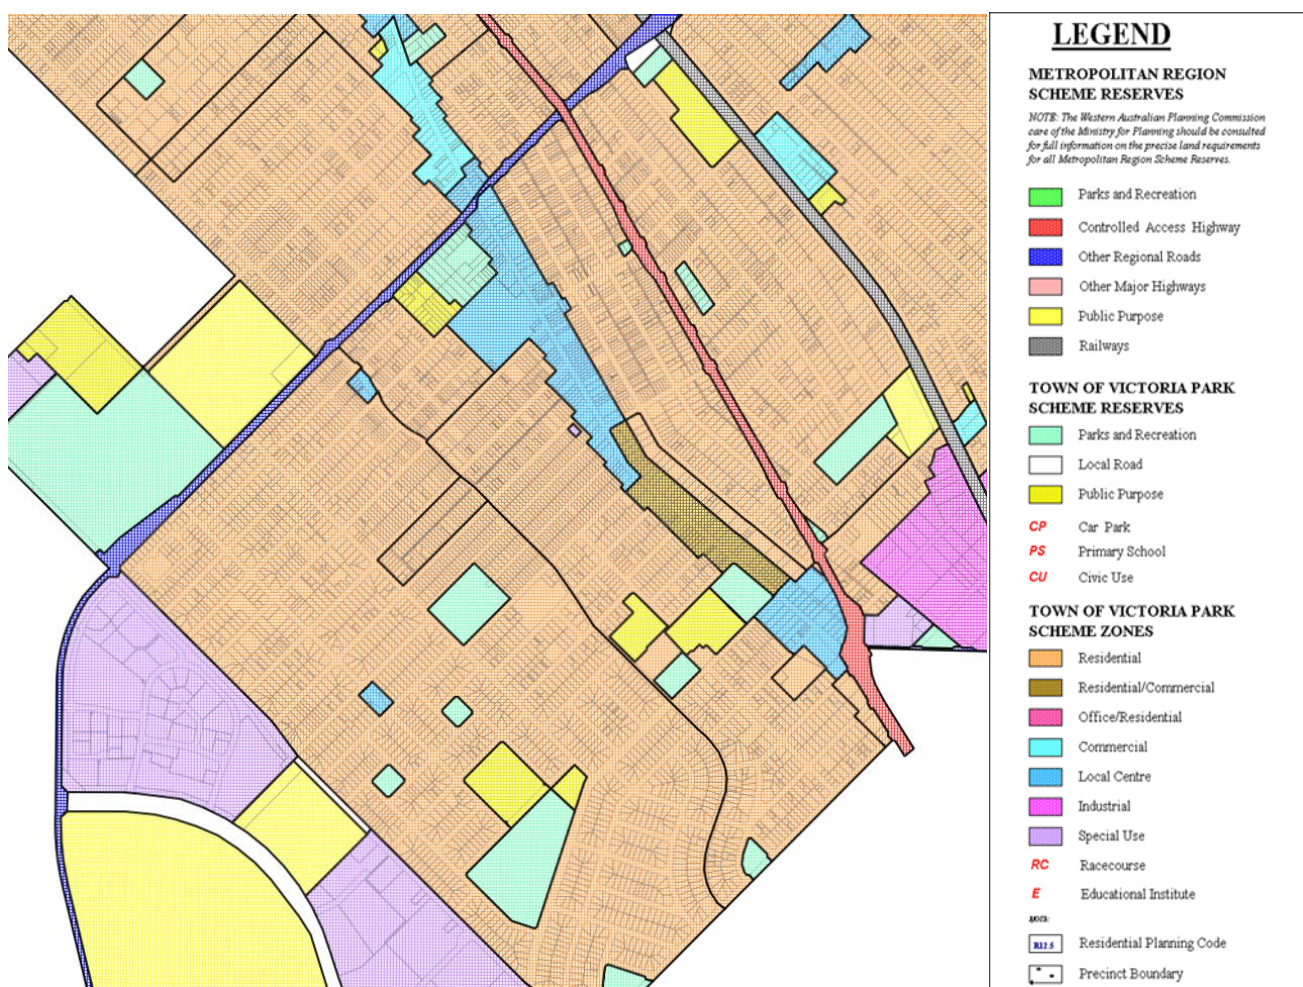 LEGEND
METROPOLITAN REGION
SCHEME RESERVES
NOTE: The Western Australian Planning Commission
care of the Ministry for Planning should be consulted
for full information on the precise land requirements
for all Metropolitan Region Scheme Reserves.
Parks and Recreation
Controlled Access Highway
Other Regional Roads
Other Major Highways
Public Purpose
Railways
TOWN OF VICTORIA PARK
SCHEME RESERVES
Parks and Recreation
Local Road
Public Purpose
CP Car Park
PS Primary School
CU Civic Use
TOWN OF VICTORIA PARK
SCHEME ZONES
Residential
Residential/Commercial
Office/Residential
Commercial
Local Centre
Industrial
Special Use
RC Racecourse
E Educational Institute
R12.5 Residential Planning Code
Precinct Boundary